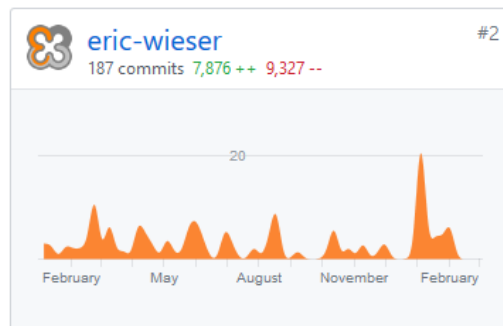 eric-wieser #2
187 commits 7,876 ++ 9,327 --
20
February May August November February